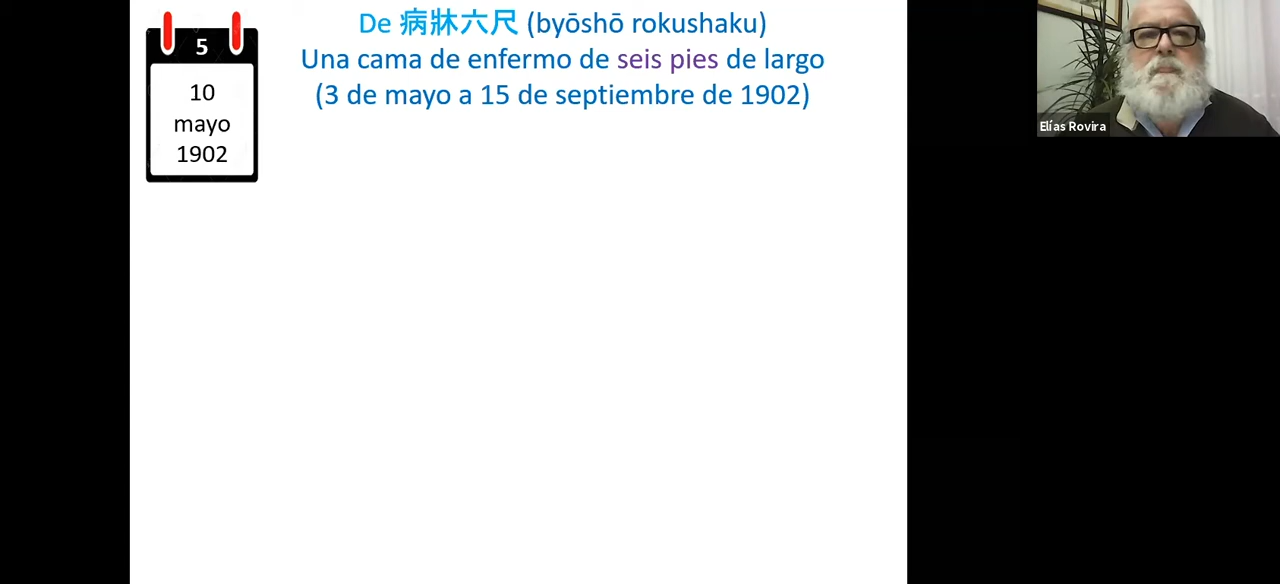 5
10
mayo
1902
De 病牀六尺 (byōshō rokushaku)
Una cama de enfermo de seis pies de largo
(3 de mayo a 15 de septiembre de 1902)
Elías Rovira